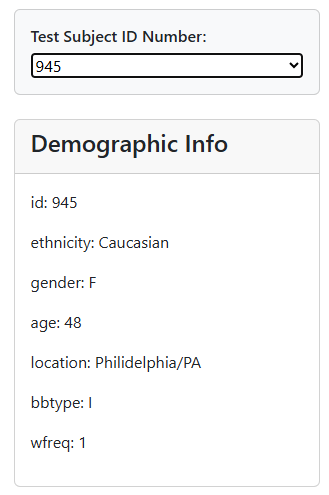 Test Subject ID Number:
945
Demographic Info
id: 945
ethnicity: Caucasian
gender: F
age: 48
location: Philidelphia/PA
bbtype: I
wfreq: 1